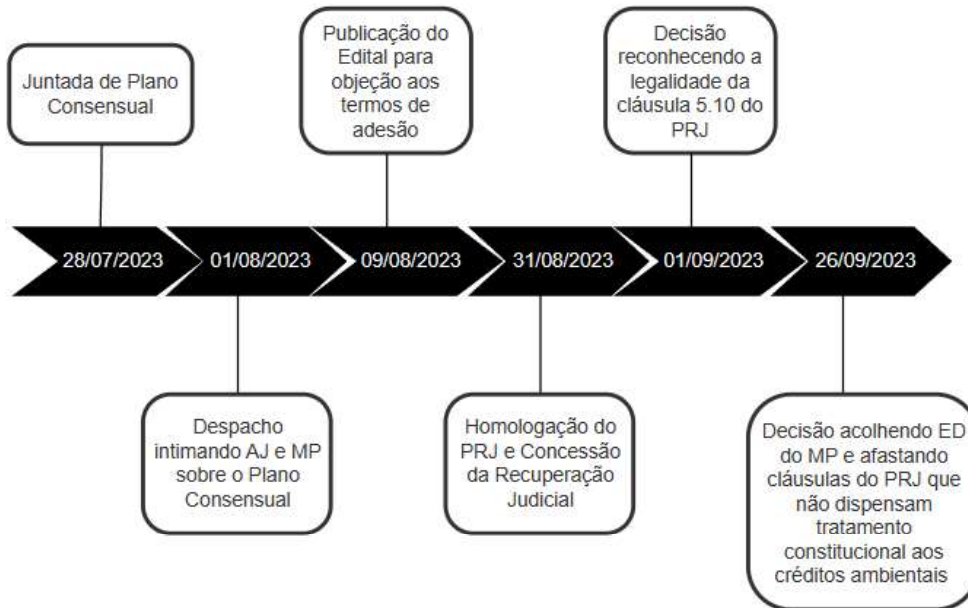 Juntada de Plano
Consensual
Publicação do
Edital para
objeção aos
termos de
adesão
Decisão
reconhecendo a
legalidade da
cláusula 5.10 do
PRJ
28/07/2023
01/08/2023
09/08/2023
31/08/2023
01/09/2023
26/09/2023
Despacho
intimando AJ e MP
sobre o Plano
Consensual
Homologação do
PRJ e Concessão
da Recuperação
Judicial
Decisão acolhendo ED
do MP e afastando
cláusulas do PRJ que
não dispensam
tratamento
constitucional aos
créditos ambientais